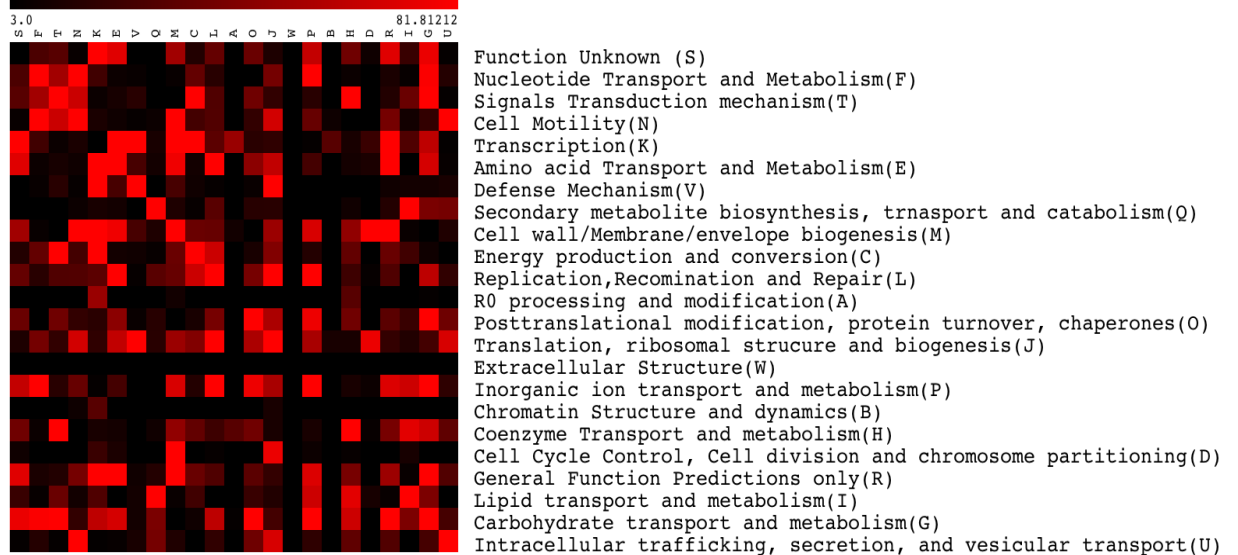 3.0 81.81212
S F T N K E V Q M C L A O J W P B H D R I G U
Function Unknown (S)
Nucleotide Transport and Metabolism(F)
Signals Transduction mechanism(T)
Cell Motility(N)
Transcription(K)
Amino acid Transport and Metabolism(E)
Defense Mechanism(V)
Secondary metabolite biosynthesis, trnasport and catabolism(Q)
Cell wall/Membrane/envelope biogenesis(M)
Energy production and conversion(C)
Replication,Recomination and Repair(L)
R0 processing and modification(A)
Posttranslational modification, protein turnover, chaperones(O)
Translation, ribosomal strucure and biogenesis(J)
Extracellular Structure(W)
Inorganic ion transport and metabolism(P)
Chromatin Structure and dynamics(B)
Coenzyme Transport and metabolism(H)
Cell Cycle Control, Cell division and chromosome partitioning(D)
General Function Predictions only(R)
Lipid transport and metabolism(I)
Carbohydrate transport and metabolism(G)
Intracellular trafficking, secretion, and vesicular transport(U)